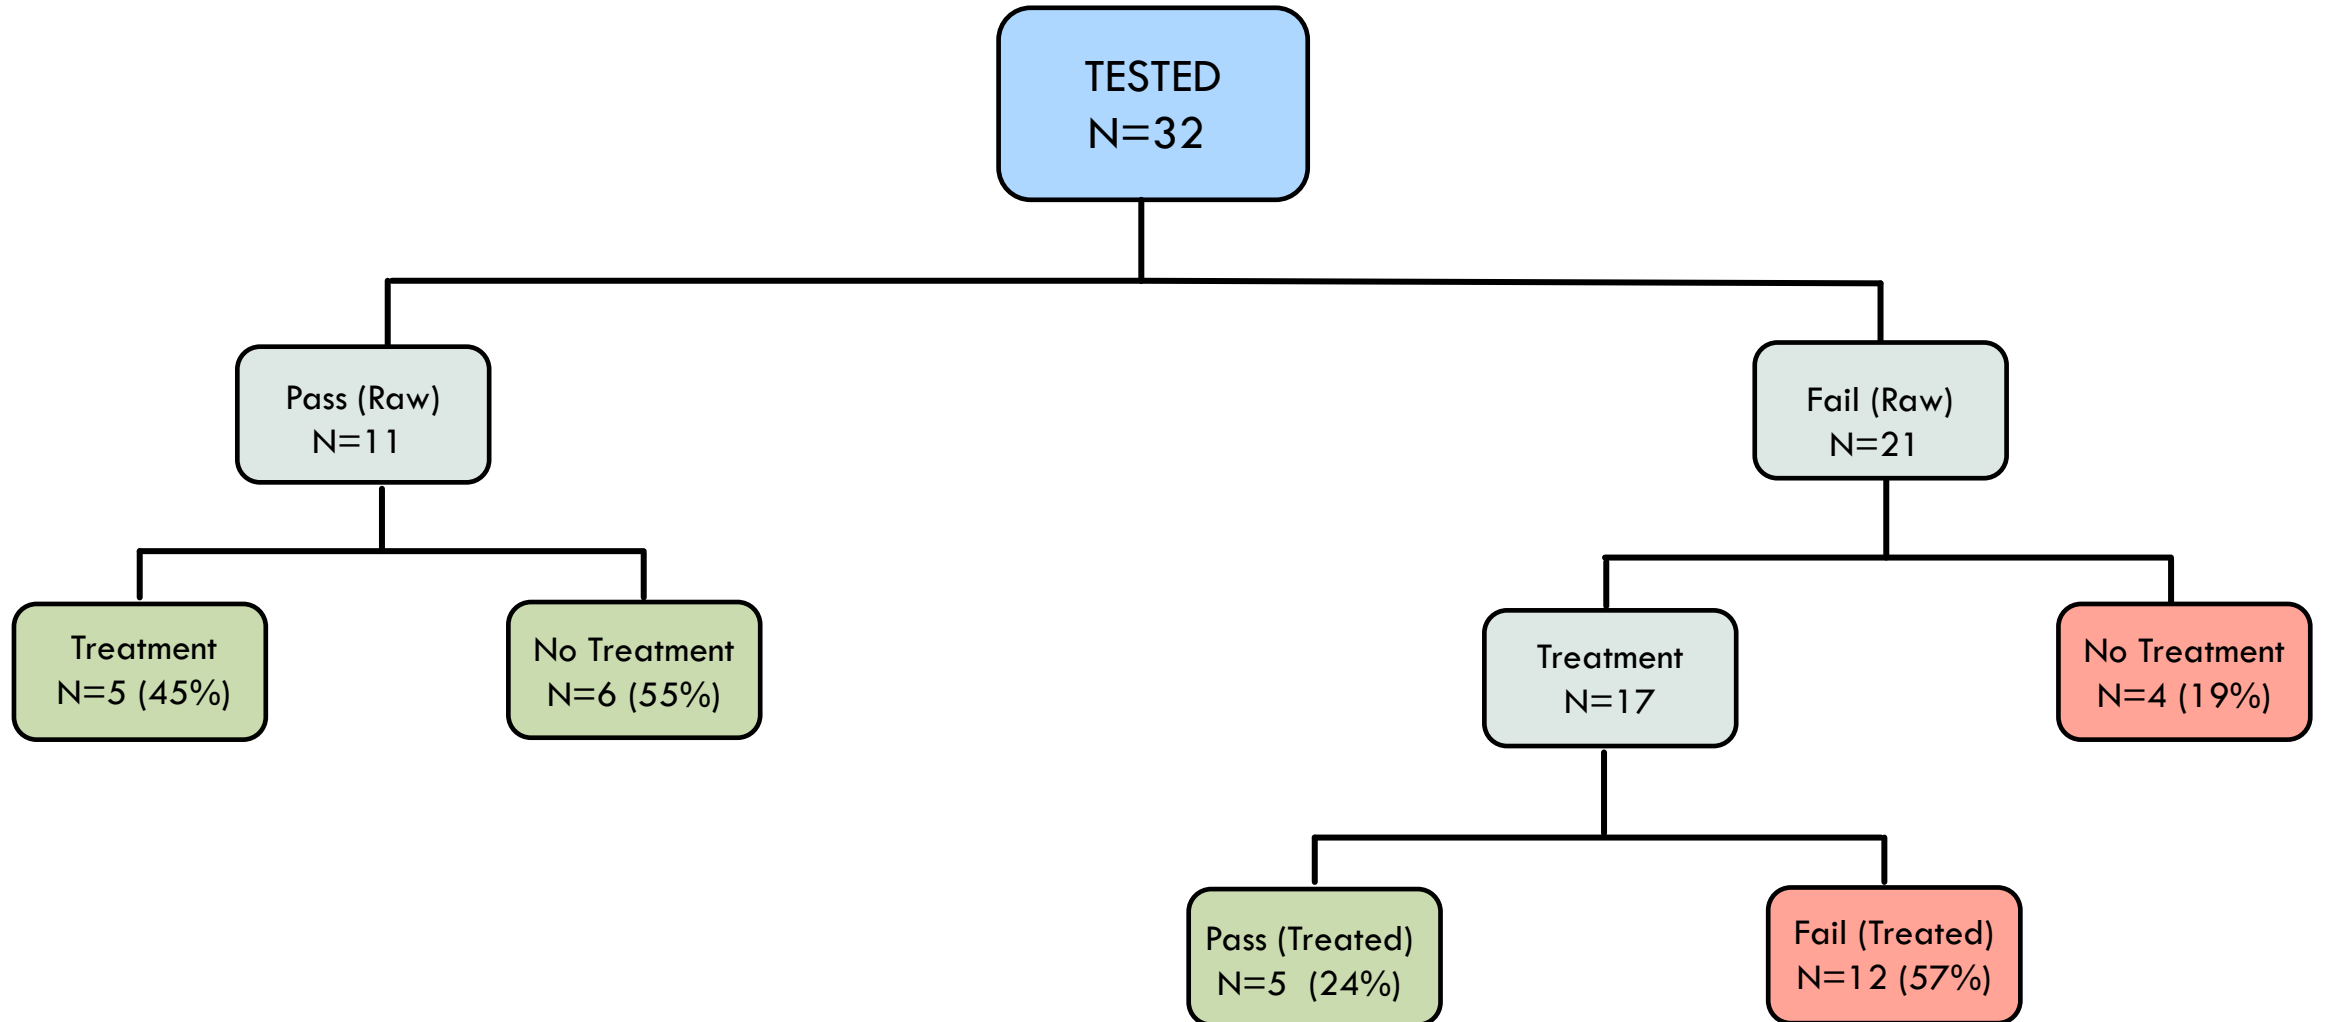 TESTED
N=32
Pass (Raw)
N=11
Fail (Raw)
N=21
Treatment
N=5 (45%)
No Treatment
N=6 (55%)
Treatment
N=17
No Treatment
N=4 (19%)
Pass (Treated)
N=5 (24%)
Fail (Treated)
N=12 (57%)